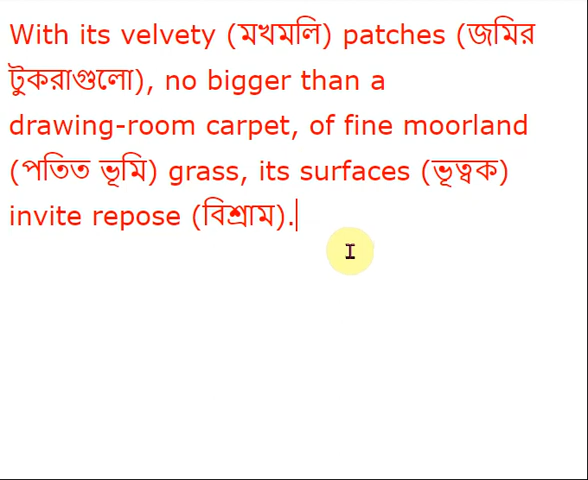 With its velvety (মখমলি) patches (জমির
টুকরাগুলো), no bigger than a
drawing-room carpet, of fine moorland
(পতিত ভূমি) grass, its surfaces (ভূত্বক)
invite repose (বিশ্রাম).